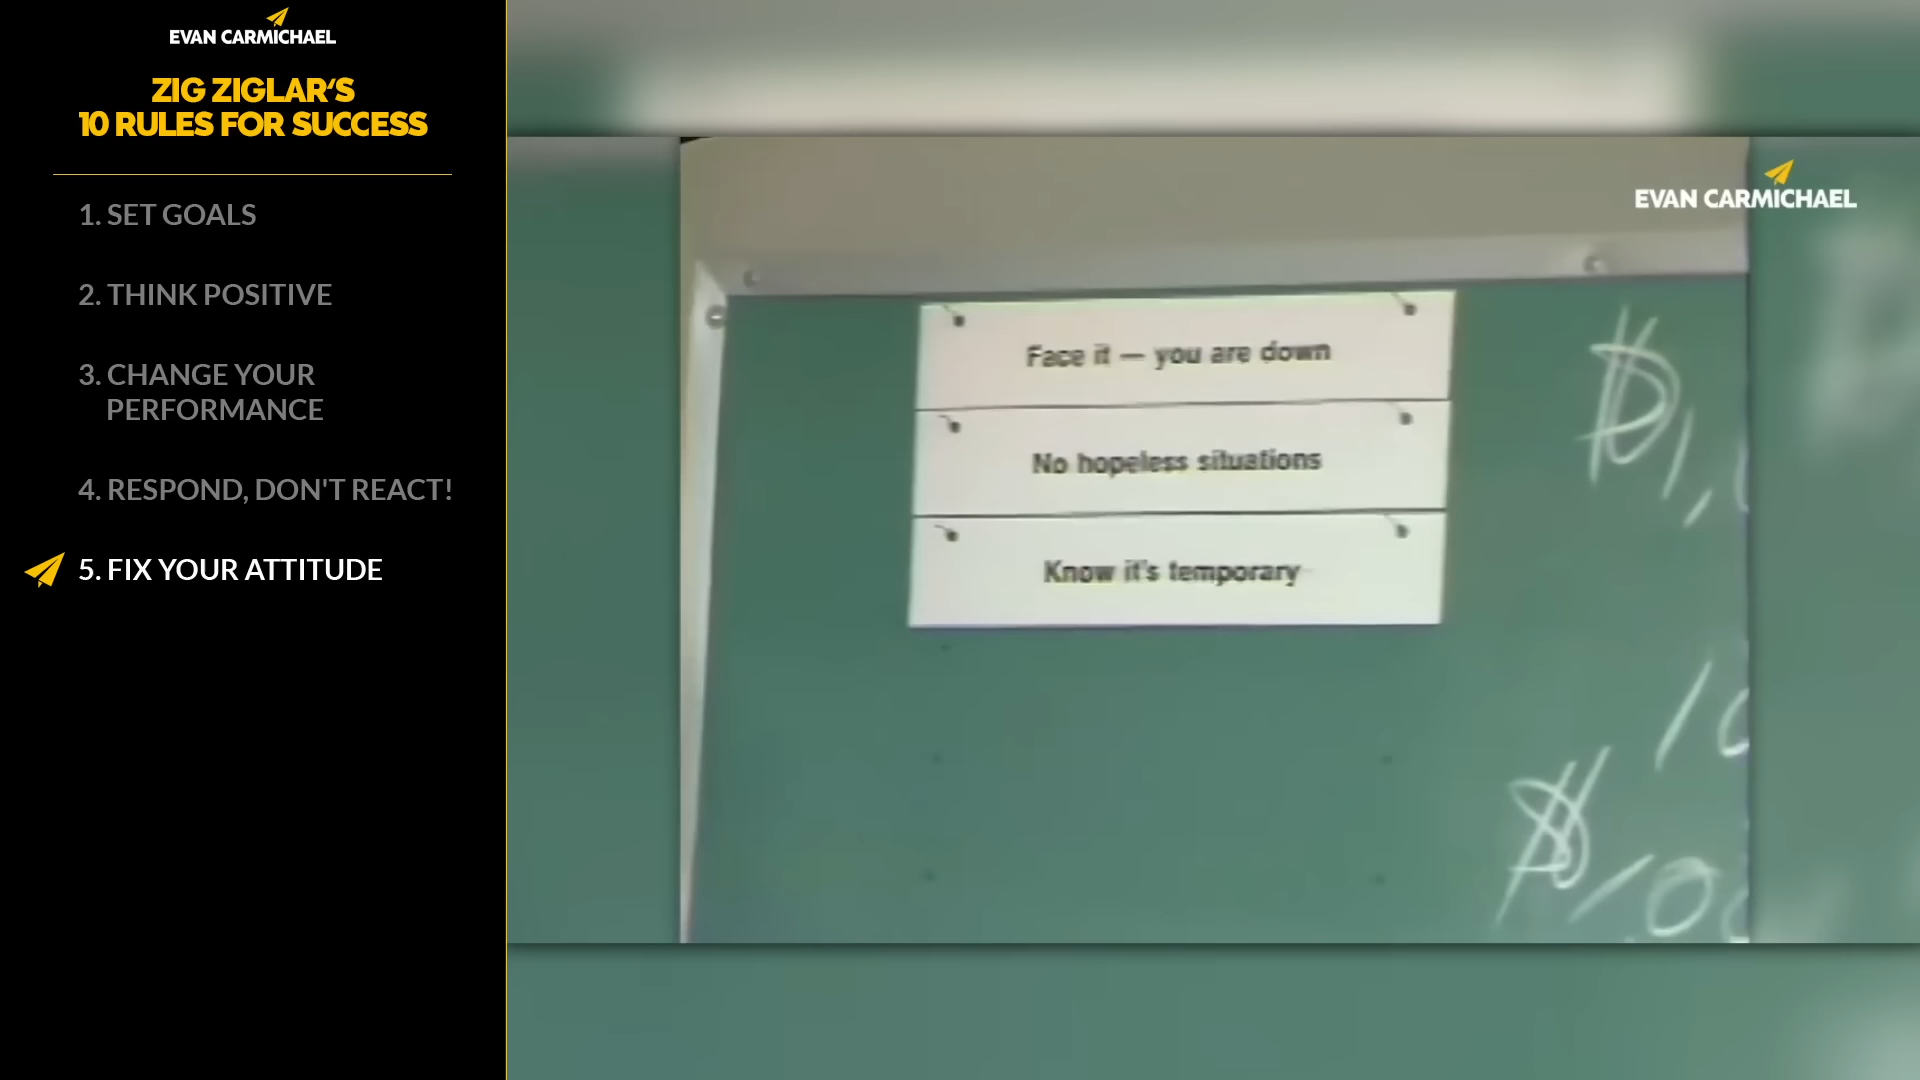 EVAN CARMICHAEL
ZIG ZIGLAR'S
10 RULES FOR SUCCESS
1. SET GOALS
2. THINK POSITIVE
3. CHANGE YOUR
PERFORMANCE
4. RESPOND, DON'T REACT!
5. FIX YOUR ATTITUDE
EVAN CARMICHAEL
Face it — you are down
No hopeless situations
Know it's temporary
$1,
10